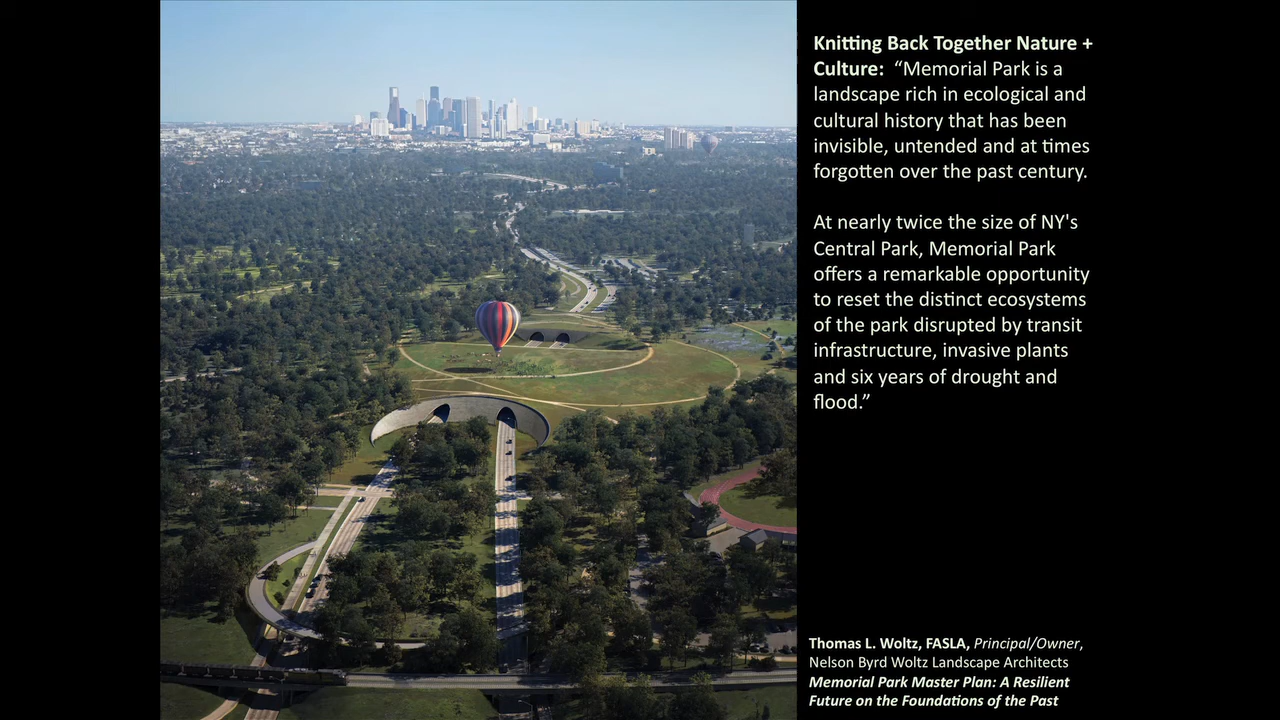 Knitting Back Together Nature +
Culture: “Memorial Park is a
landscape rich in ecological and
cultural history that has been
invisible, untended and at times
forgotten over the past century.
At nearly twice the size of NY's
Central Park, Memorial Park
offers a remarkable opportunity
to reset the distinct ecosystems
of the park disrupted by transit
infrastructure, invasive plants
and six years of drought and
flood.”
Thomas L. Woltz, FASLA, Principal/Owner,
Nelson Byrd Woltz Landscape Architects
Memorial Park Master Plan: A Resilient
Future on the Foundations of the Past